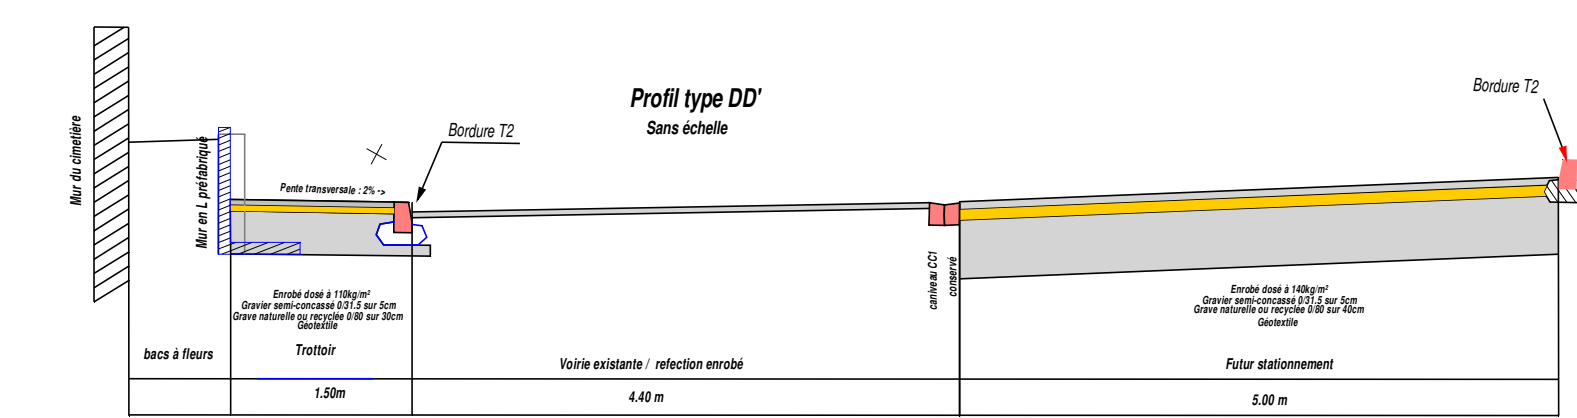 Profil type DD'
Sans échelle
Bordure T2
Bordure T2
Mur du cimetière
Mur en L préfabriqué
Pente transversale : 2% ->
caniveau CC1
conservé
Enrobé dosé à 110kg/m²
Gravier semi-concassé 0/31.5 sur 5cm
Grave naturelle ou recyclée 0/80 sur 30cm
Géotextile
Enrobé dosé à 140kg/m²
Gravier semi-concassé 0/31.5 sur 5cm
Grave naturelle ou recyclée 0/80 sur 40cm
Géotextile
bacs à fleurs
Trottoir
Voirie existante / refection enrobé
Futur stationnement
1.50m
4.40 m
5.00 m